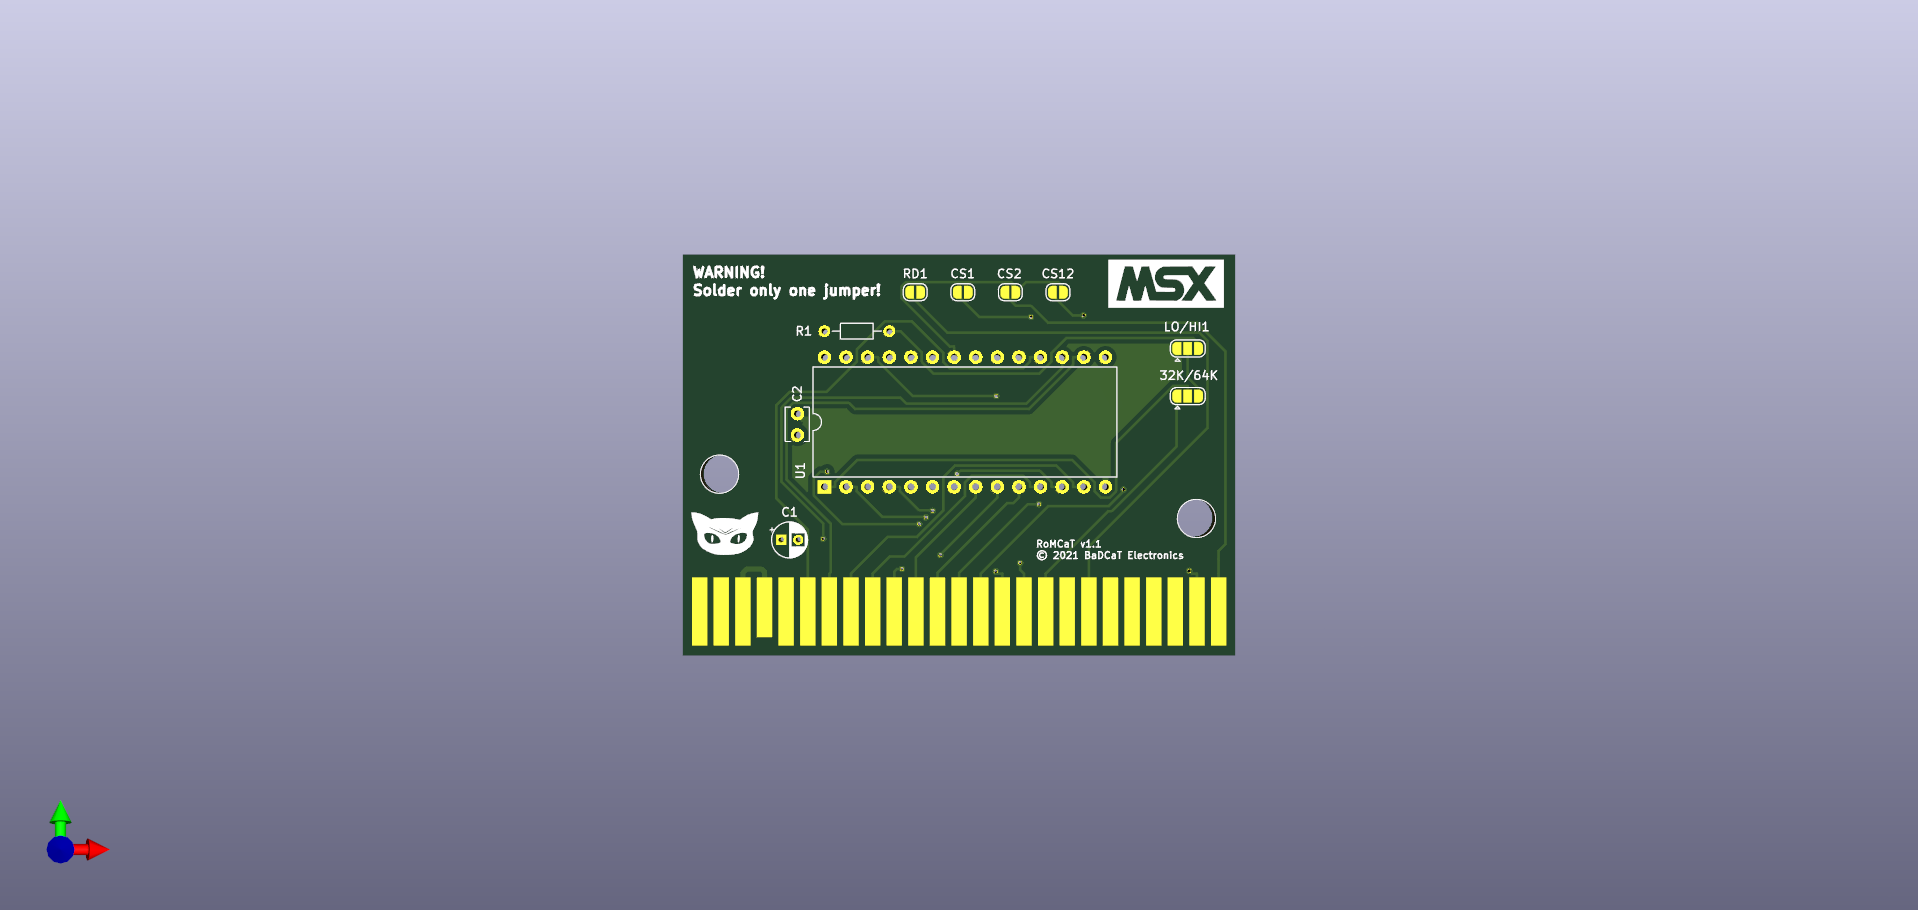 WARNING!
Solder only one jumper!
RD1 CS1 CS2 CS12
MSX
R1
LO/HI1
32K/64K
C2
U1
C1
RoMCaT v1.1
© 2021 BaDCaT Electronics